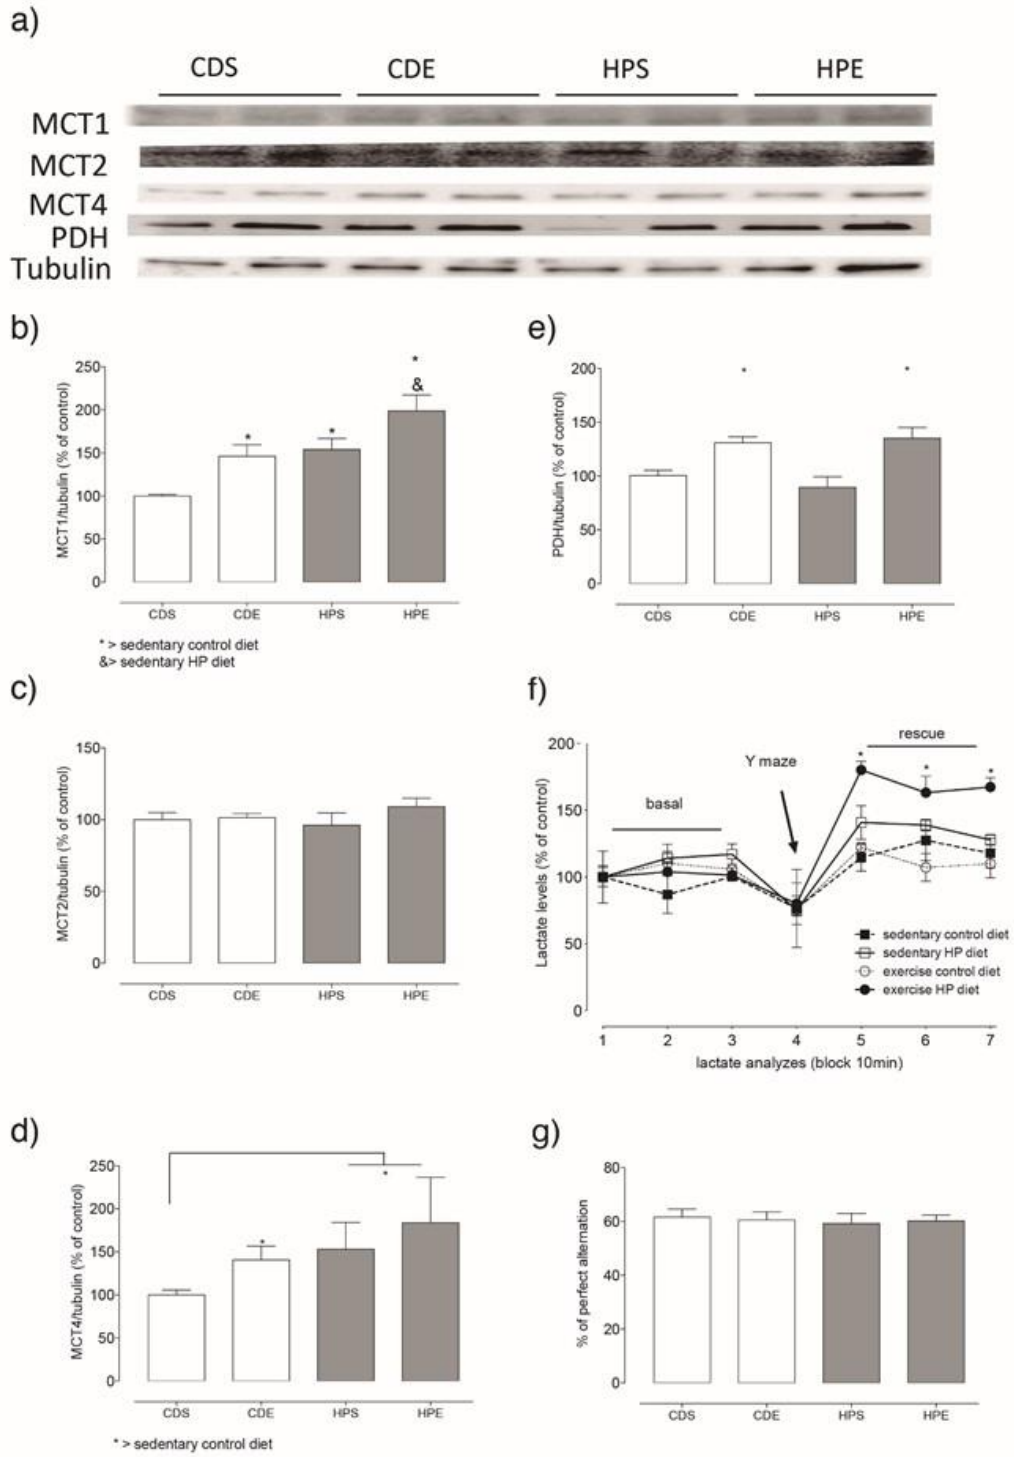 a)
CDS CDE HPS HPE
MCT1
MCT2
MCT4
PDH
Tubulin
b)
MCT1/tubulin (% of control)
250
200
150
100
50
0
*
*
*
&
CDS CDE HPS HPE
* > sedentary control diet
&> sedentary HP diet
e)
PDH/tubulin (% of control)
200
150
100
50
0
*
*
CDS CDE HPS HPE
c)
MCT2/tubulin (% of control)
150
100
50
0
CDS CDE HPS HPE
f)
Lactate levels (% of control)
200
150
100
50
0
basal
Y maze
rescue
*
*
*
sedentary control diet
sedentary HP diet
exercise control diet
exercise HP diet
1 2 3 4 5 6 7
lactate analyzes (block 10min)
d)
MCT4/tubulin (% of control)
250
200
150
100
50
0
*
*
CDS CDE HPS HPE
* > sedentary control diet
g)
% of perfect alternation
80
60
40
20
0
CDS CDE HPS HPE